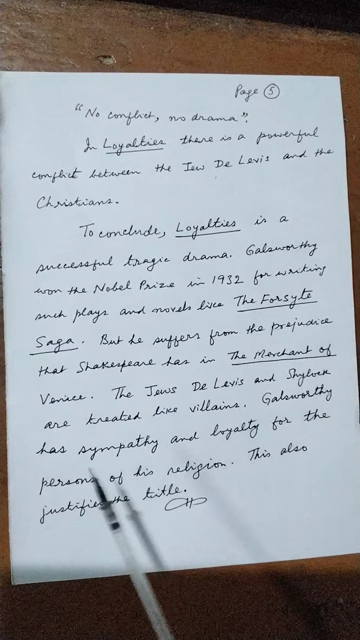 Page 5
"No conflict, no drama".
In Loyalties there is a powerful
conflict between the Jew De Levis and the
Christians.
To conclude, Loyalties is a
successful tragic drama. Galsworthy
won the Nobel Prize in 1932 for writing
such plays and novels like The Forsyte
Saga. But he suffers from the prejudice
that Shakespeare has in The Merchant of
Venice. The Jews De Levis and Shylock
are treated like villains. Galsworthy
has sympathy and loyalty for the
persons of his religion. This also
justifies the title.